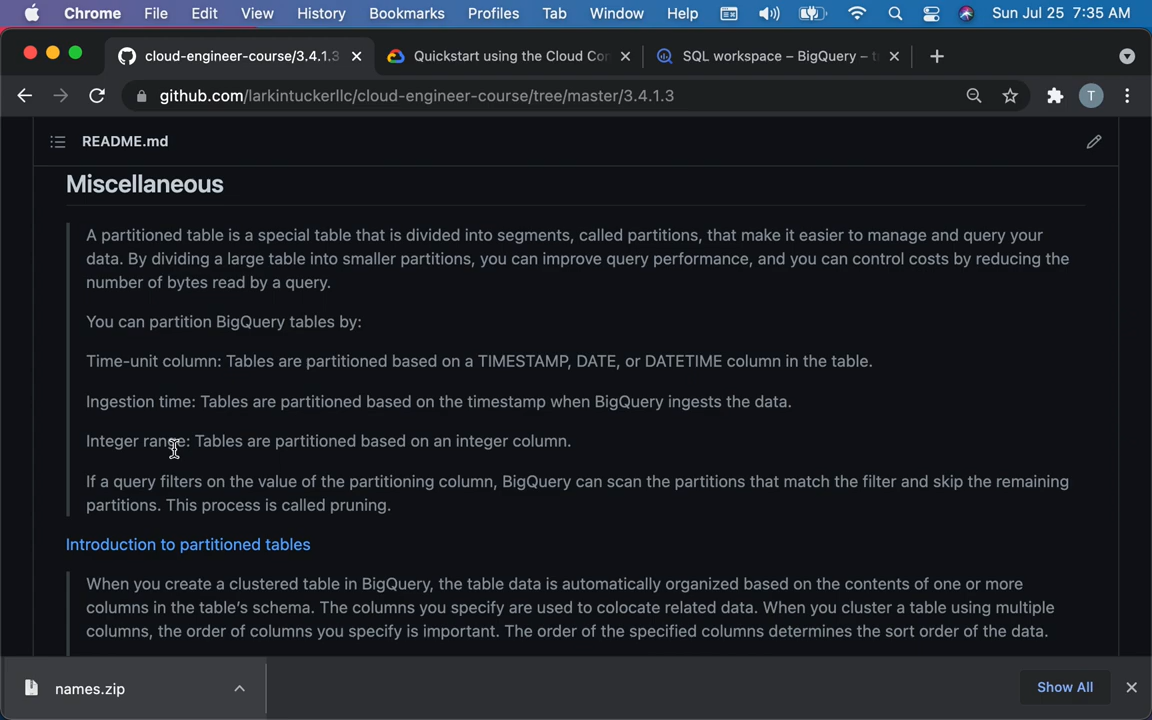 Chrome File Edit View History Bookmarks Profiles Tab Window Help Sun Jul 25 7:35 AM
cloud-engineer-course/3.4.1.3 Quickstart using the Cloud Con SQL workspace – BigQuery – t
github.com/larkintuckerllc/cloud-engineer-course/tree/master/3.4.1.3 T
README.md
Miscellaneous
A partitioned table is a special table that is divided into segments, called partitions, that make it easier to manage and query your
data. By dividing a large table into smaller partitions, you can improve query performance, and you can control costs by reducing the
number of bytes read by a query.
You can partition BigQuery tables by:
Time-unit column: Tables are partitioned based on a TIMESTAMP, DATE, or DATETIME column in the table.
Ingestion time: Tables are partitioned based on the timestamp when BigQuery ingests the data.
Integer range: Tables are partitioned based on an integer column.
If a query filters on the value of the partitioning column, BigQuery can scan the partitions that match the filter and skip the remaining
partitions. This process is called pruning.
Introduction to partitioned tables
When you create a clustered table in BigQuery, the table data is automatically organized based on the contents of one or more
columns in the table's schema. The columns you specify are used to colocate related data. When you cluster a table using multiple
columns, the order of columns you specify is important. The order of the specified columns determines the sort order of the data.
names.zip Show All